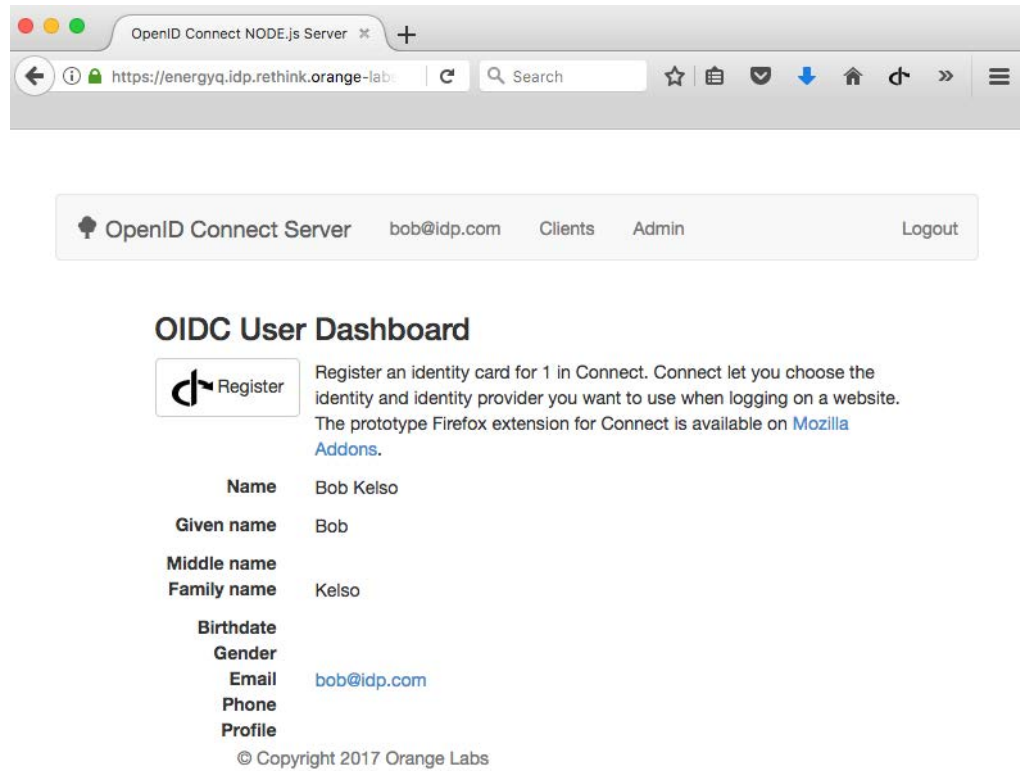 OpenID Connect NODE.js Server
https://energyq.idp.rethink.orange-labs
Search
OpenID Connect Server bob@idp.com Clients Admin Logout
OIDC User Dashboard
Register
Register an identity card for 1 in Connect. Connect let you choose the
identity and identity provider you want to use when logging on a website.
The prototype Firefox extension for Connect is available on Mozilla
Addons.
Name Bob Kelso
Given name Bob
Middle name
Family name Kelso
Birthdate
Gender
Email bob@idp.com
Phone
Profile
© Copyright 2017 Orange Labs